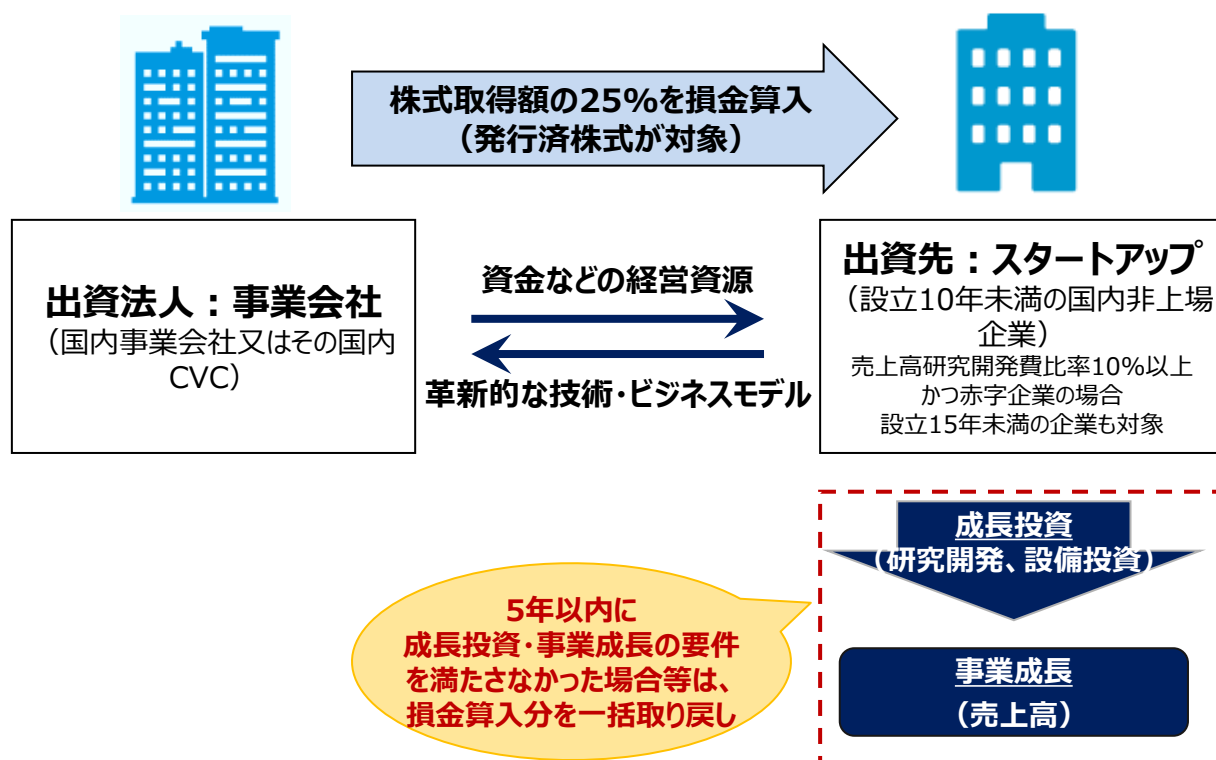 株式取得額の25%を損金算入
（発行済株式が対象）
出資法人：事業会社
（国内事業会社又はその国内
CVC）
資金などの経営資源
革新的な技術・ビジネスモデル
出資先：スタートアップ
（設立10年未満の国内非上場
企業）
売上高研究開発費比率10%以上
かつ赤字企業の場合
設立15年未満の企業も対象
成長投資
（研究開発、設備投資）
5年以内に
成長投資・事業成長の要件
を満たさなかった場合等は、
損金算入分を一括取り戻し
事業成長
（売上高）